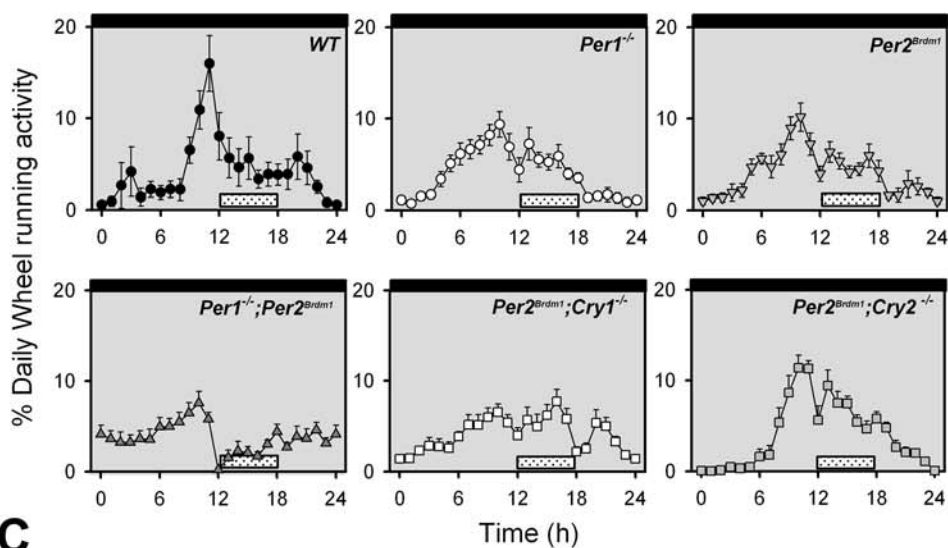 % Daily Wheel running activity
20
10
0
WT
0 6 12 18 24
20
10
0
Per1-/-
0 6 12 18 24
20
10
0
Per2Brdm1
0 6 12 18 24
20
10
0
Per1-/-;Per2Brdm1
0 6 12 18 24
20
10
0
Per2Brdm1;Cry1-/-
0 6 12 18 24
20
10
0
Per2Brdm1;Cry2 -/-
0 6 12 18 24
C
Time (h)